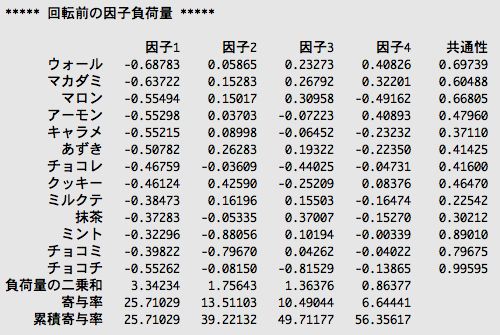 ***** 回転前の因子負荷量 *****
因子1 因子2 因子3 因子4 共通性
ウォール -0.68783 0.05865 0.23273 0.40826 0.69739
マカダミ -0.63722 0.15283 0.26792 0.32201 0.60488
マロン -0.55494 0.15017 0.30958 -0.49162 0.66805
アーモン -0.55298 0.03703 -0.07223 0.40893 0.47960
キャラメ -0.55215 0.08998 -0.06452 -0.23232 0.37110
あずき -0.50782 0.26283 0.19322 -0.22350 0.41425
チョコレ -0.46759 -0.03609 -0.44025 -0.04731 0.41600
クッキー -0.46124 0.42590 -0.25209 0.08376 0.46470
ミルクテ -0.38473 0.16196 0.15503 -0.16474 0.22542
抹茶 -0.37283 -0.05335 0.37007 -0.15270 0.30212
ミント -0.32296 -0.88056 0.10194 -0.00339 0.89010
チョコミ -0.39822 -0.79670 0.04262 -0.04022 0.79675
チョコチ -0.55262 -0.08150 -0.81529 -0.13865 0.99595
負荷量の二乗和 3.34234 1.75643 1.36376 0.86377
寄与率 25.71029 13.51103 10.49044 6.64441
累積寄与率 25.71029 39.22132 49.71177 56.35617